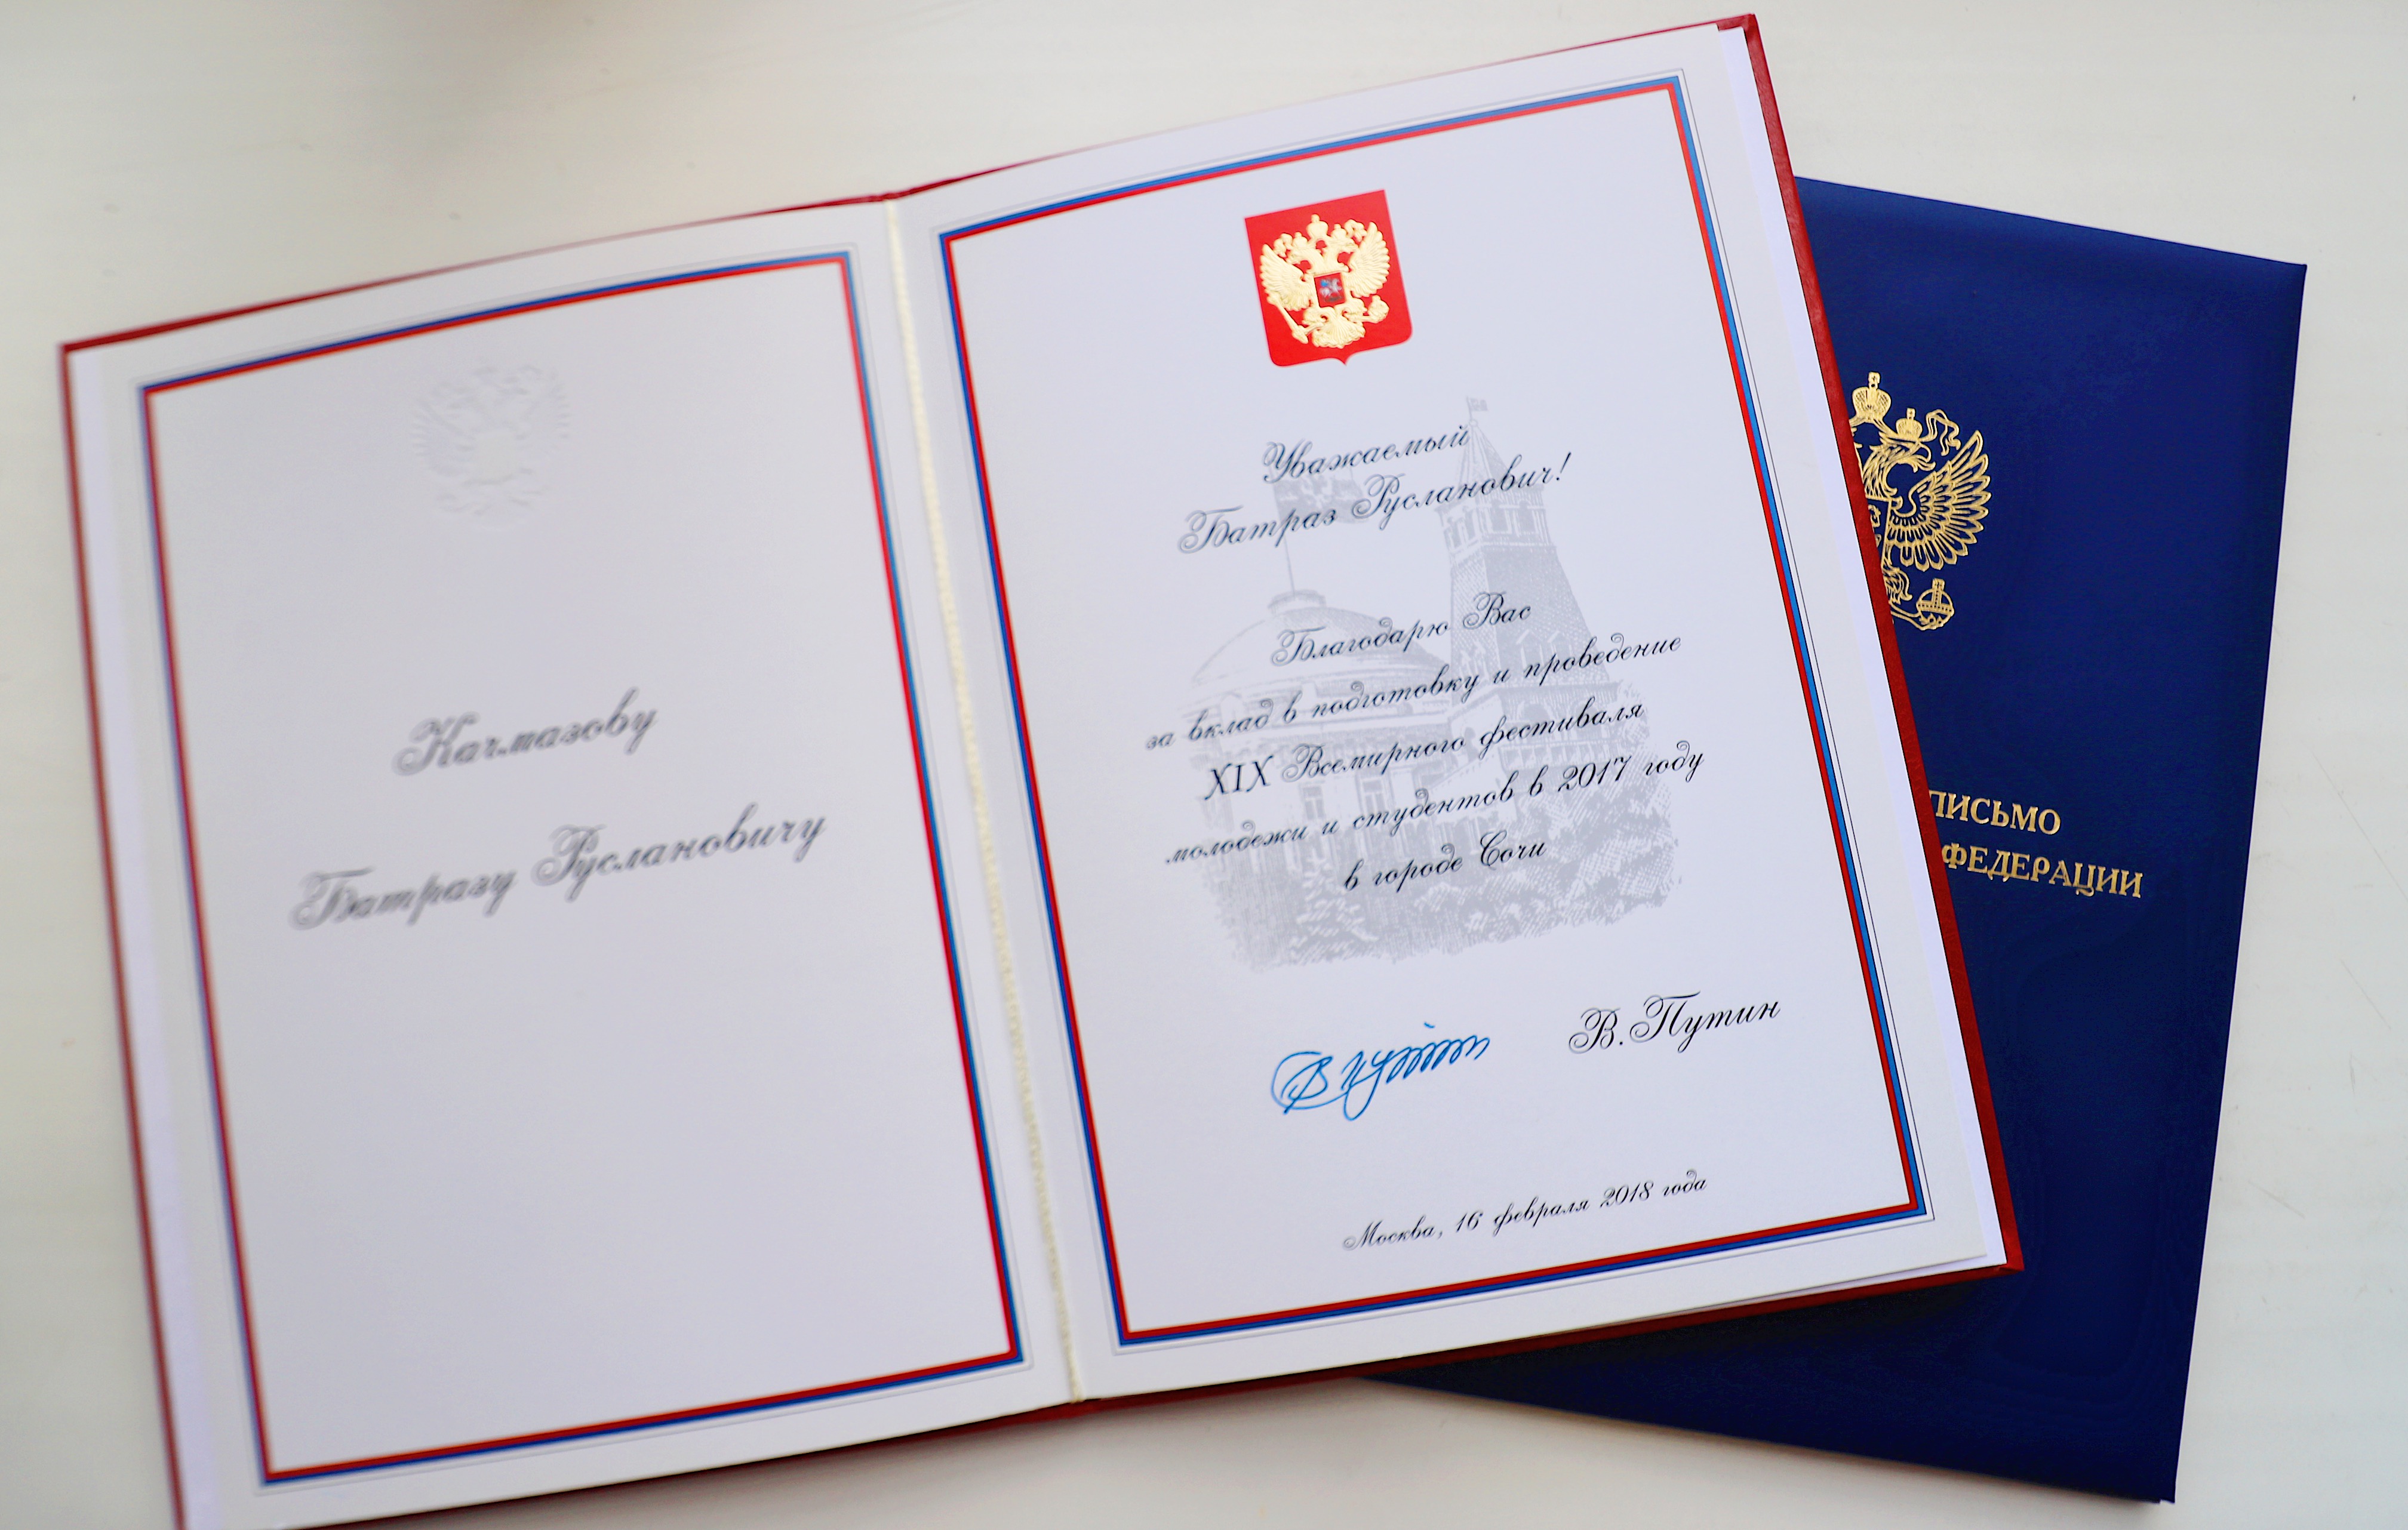 Качмазову
Батразу Руслановичу
Уважаемый
Батраз Русланович!
Благодарю Вас
за вклад в подготовку и проведение
XIX Всемирного фестиваля
молодежи и студентов в 2017 году
в городе Сочи
В. Путин
Москва, 16 февраля 2018 года
ПИСЬМО
ФЕДЕРАЦИИ